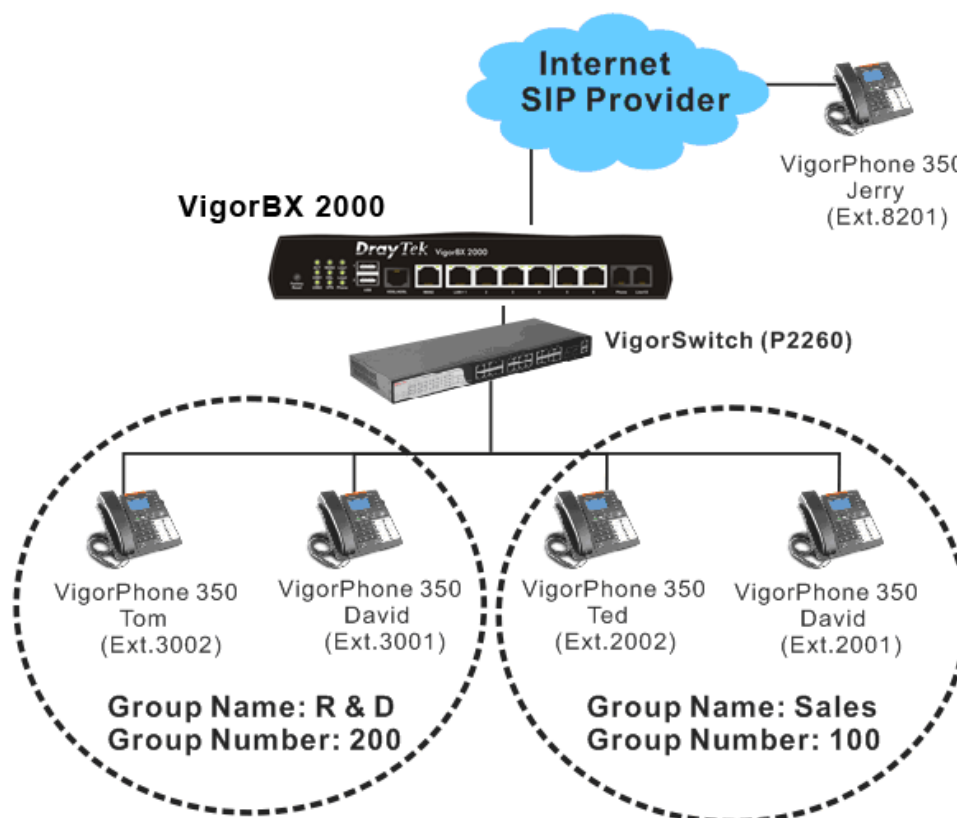 Internet
SIP Provider
VigorPhone 350
Jerry
(Ext.8201)
VigorBX 2000
DrayTek VigorBX 2000
VigorSwitch (P2260)
VigorPhone 350
Tom
(Ext.3002)
VigorPhone 350
David
(Ext.3001)
VigorPhone 350
Ted
(Ext.2002)
VigorPhone 350
David
(Ext.2001)
Group Name: R & D
Group Number: 200
Group Name: Sales
Group Number: 100